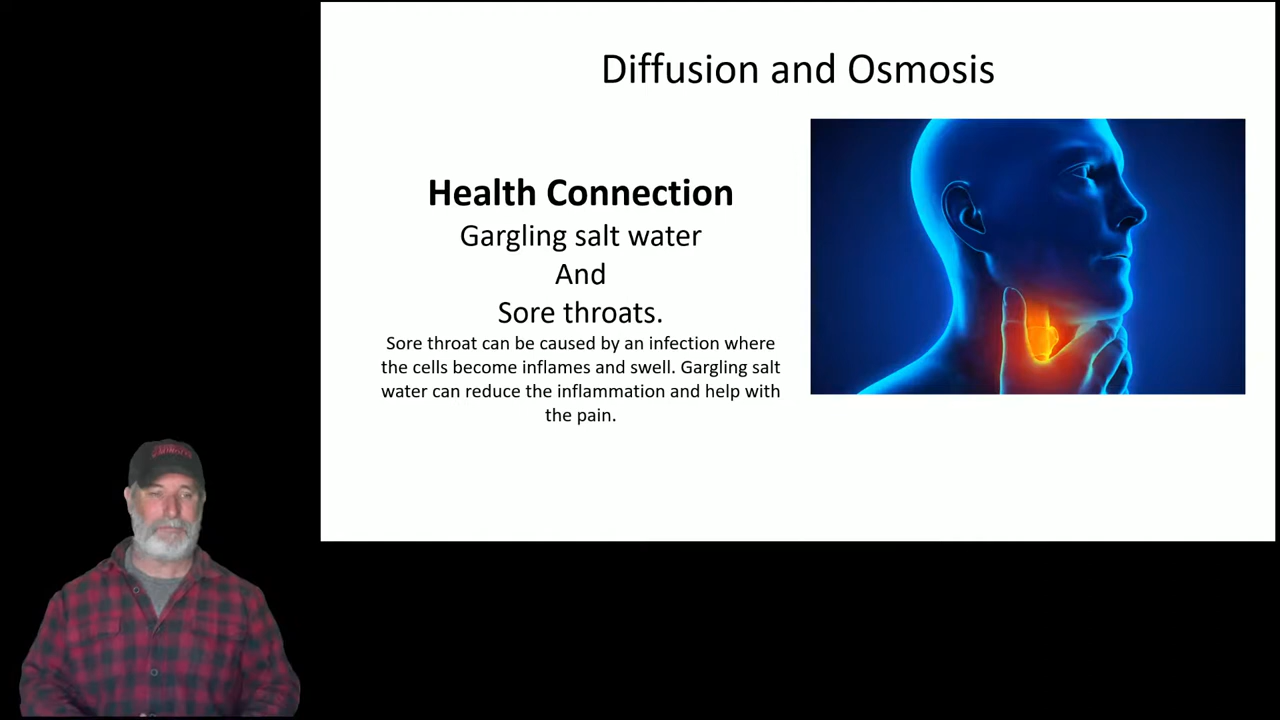 Diffusion and Osmosis
Health Connection
Gargling salt water
And
Sore throats.
Sore throat can be caused by an infection where
the cells become inflames and swell. Gargling salt
water can reduce the inflammation and help with
the pain.